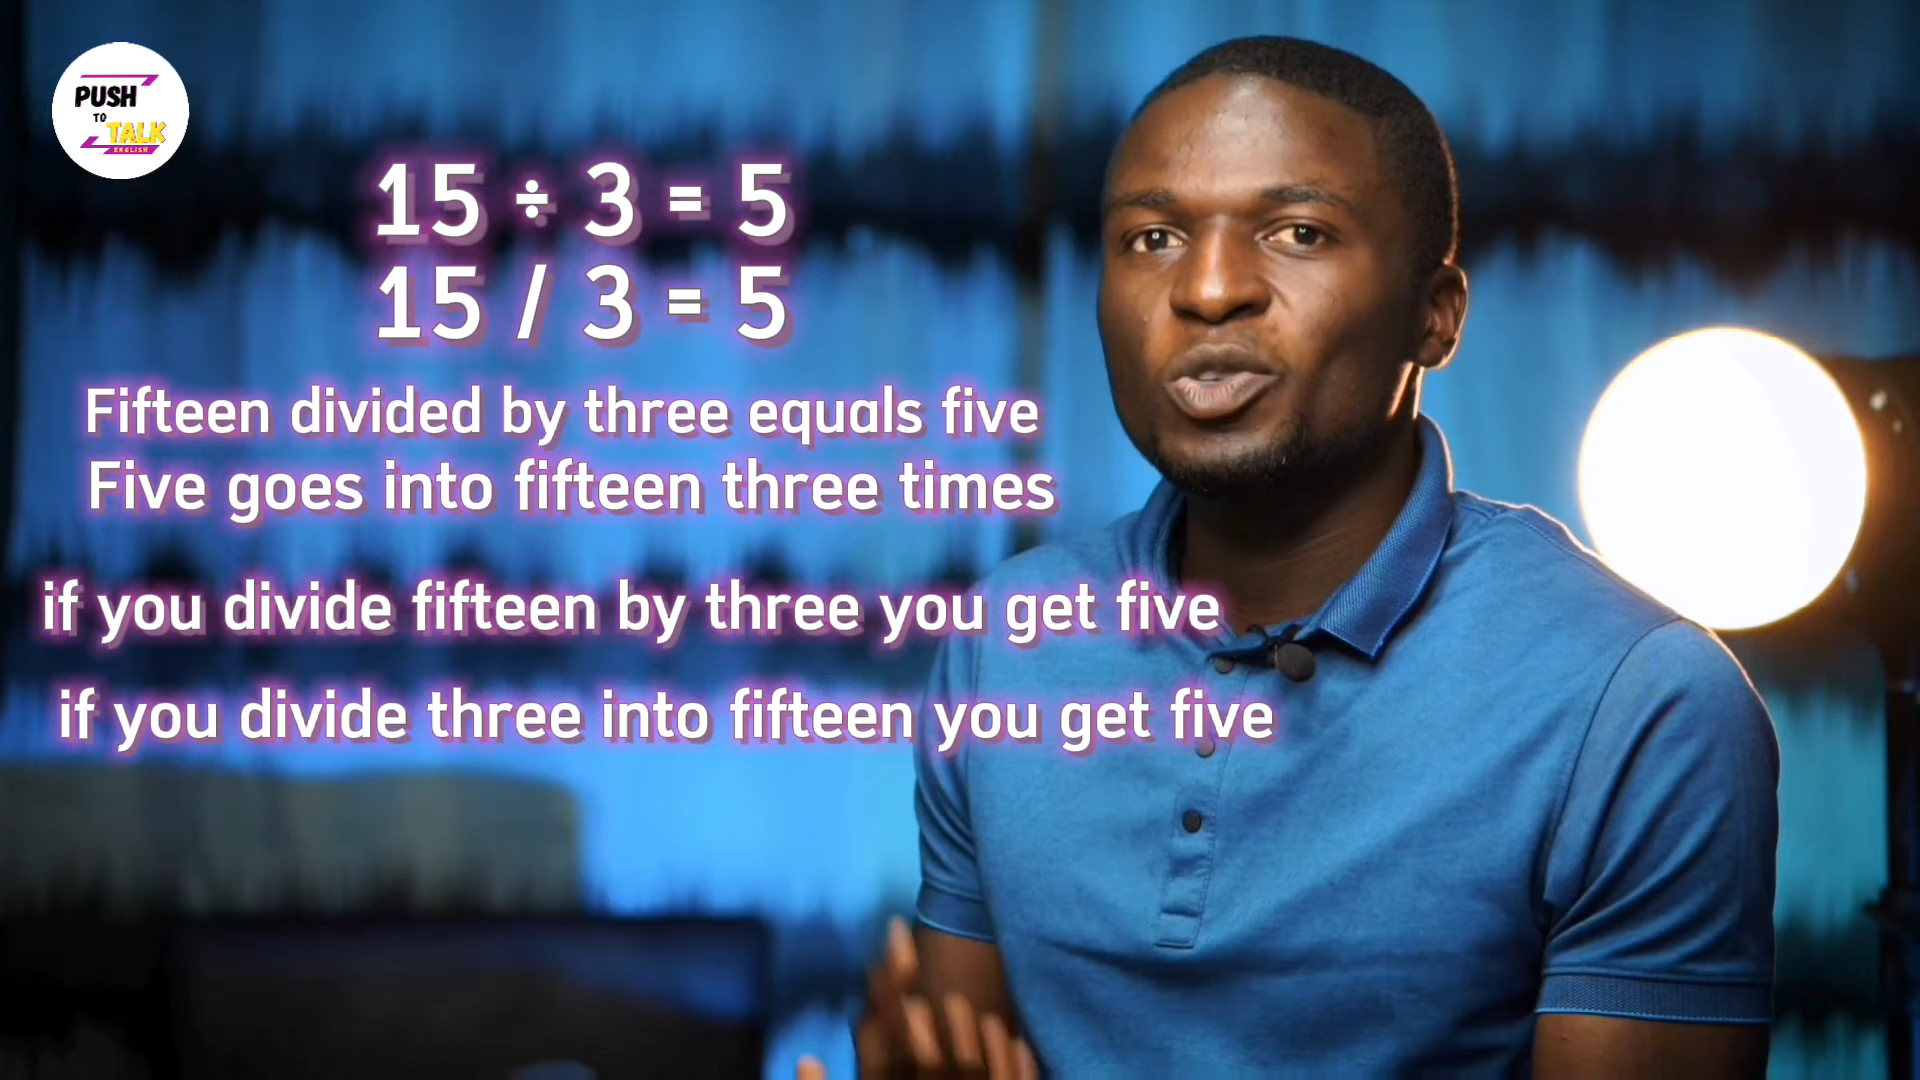 PUSH
TO
TALK
ENGLISH
15 ÷ 3 = 5
15 / 3 = 5
Fifteen divided by three equals five
Five goes into fifteen three times
if you divide fifteen by three you get five
if you divide three into fifteen you get five